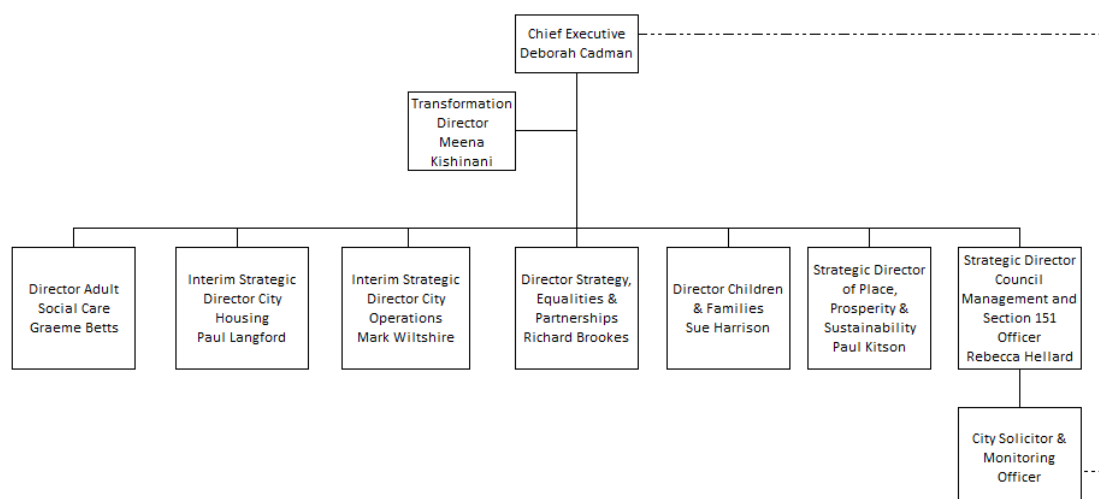 Chief Executive
Deborah Cadman
Transformation
Director
Meena
Kishinani
Director Adult
Social Care
Graeme Betts
Interim Strategic
Director City
Housing
Paul Langford
Interim Strategic
Director City
Operations
Mark Wiltshire
Director Strategy,
Equalities &
Partnerships
Richard Brookes
Director Children
& Families
Sue Harrison
Strategic Director
of Place,
Prosperity &
Sustainability
Paul Kitson
Strategic Director
Council
Management and
Section 151
Officer
Rebecca Hellard
City Solicitor &
Monitoring
Officer